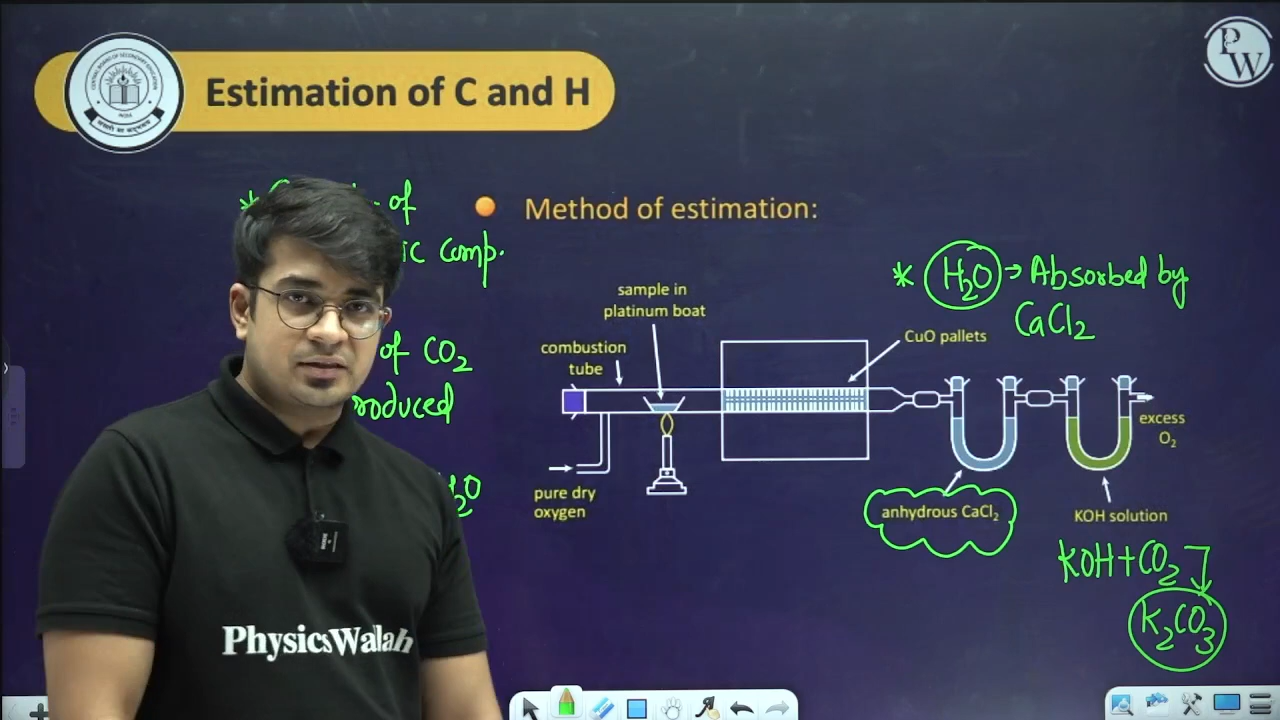 Estimation of C and H
PW
of
comp.
of CO2
Method of estimation:
* H2O → Absorbed by
CaCl2
sample in
platinum boat
combustion
tube
CuO pallets
excess
O2
pure dry
oxygen
anhydrous CaCl2
KOH solution
KOH+CO2
K2CO3
PhysicsWallah